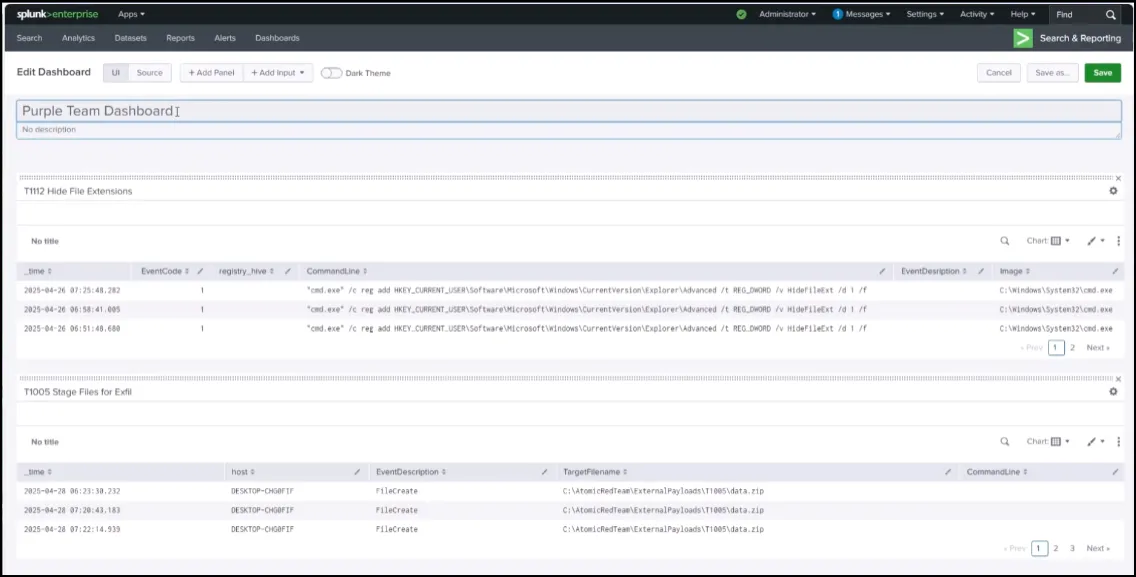 splunk>enterprise Apps Administrator 1 Messages Settings Activity Help Find
Search Analytics Datasets Reports Alerts Dashboards Search & Reporting
Edit Dashboard UI Source + Add Panel + Add Input Dark Theme Cancel Save as... Save
Purple Team Dashboard
No description
T1112 Hide File Extensions
No title Chart:
_time EventCode registry_hive CommandLine EventDesription Image
2025-04-26 07:25:48.282 1 "cmd.exe" /c reg add HKEY_CURRENT_USER\Software\Microsoft\Windows\CurrentVersion\Explorer\Advanced /t REG_DWORD /v HideFileExt /d 1 /f C:\Windows\System32\cmd.exe
2025-04-26 06:58:41.005 1 "cmd.exe" /c reg add HKEY_CURRENT_USER\Software\Microsoft\Windows\CurrentVersion\Explorer\Advanced /t REG_DWORD /v HideFileExt /d 1 /f C:\Windows\System32\cmd.exe
2025-04-26 06:51:48.608 1 "cmd.exe" /c reg add HKEY_CURRENT_USER\Software\Microsoft\Windows\CurrentVersion\Explorer\Advanced /t REG_DWORD /v HideFileExt /d 1 /f C:\Windows\System32\cmd.exe
« Prev 1 2 Next »
T1005 Stage Files for Exfil
No title Chart:
_time host EventDescription TargetFilename CommandLine
2025-04-28 06:23:30.232 DESKTOP-CHG0FIF FileCreate C:\AtomicRedTeam\ExternalPayloads\T1005\data.zip
2025-04-28 07:20:43.183 DESKTOP-CHG0FIF FileCreate C:\AtomicRedTeam\ExternalPayloads\T1005\data.zip
2025-04-28 07:22:14.939 DESKTOP-CHG0FIF FileCreate C:\AtomicRedTeam\ExternalPayloads\T1005\data.zip
« Prev 1 2 3 Next »